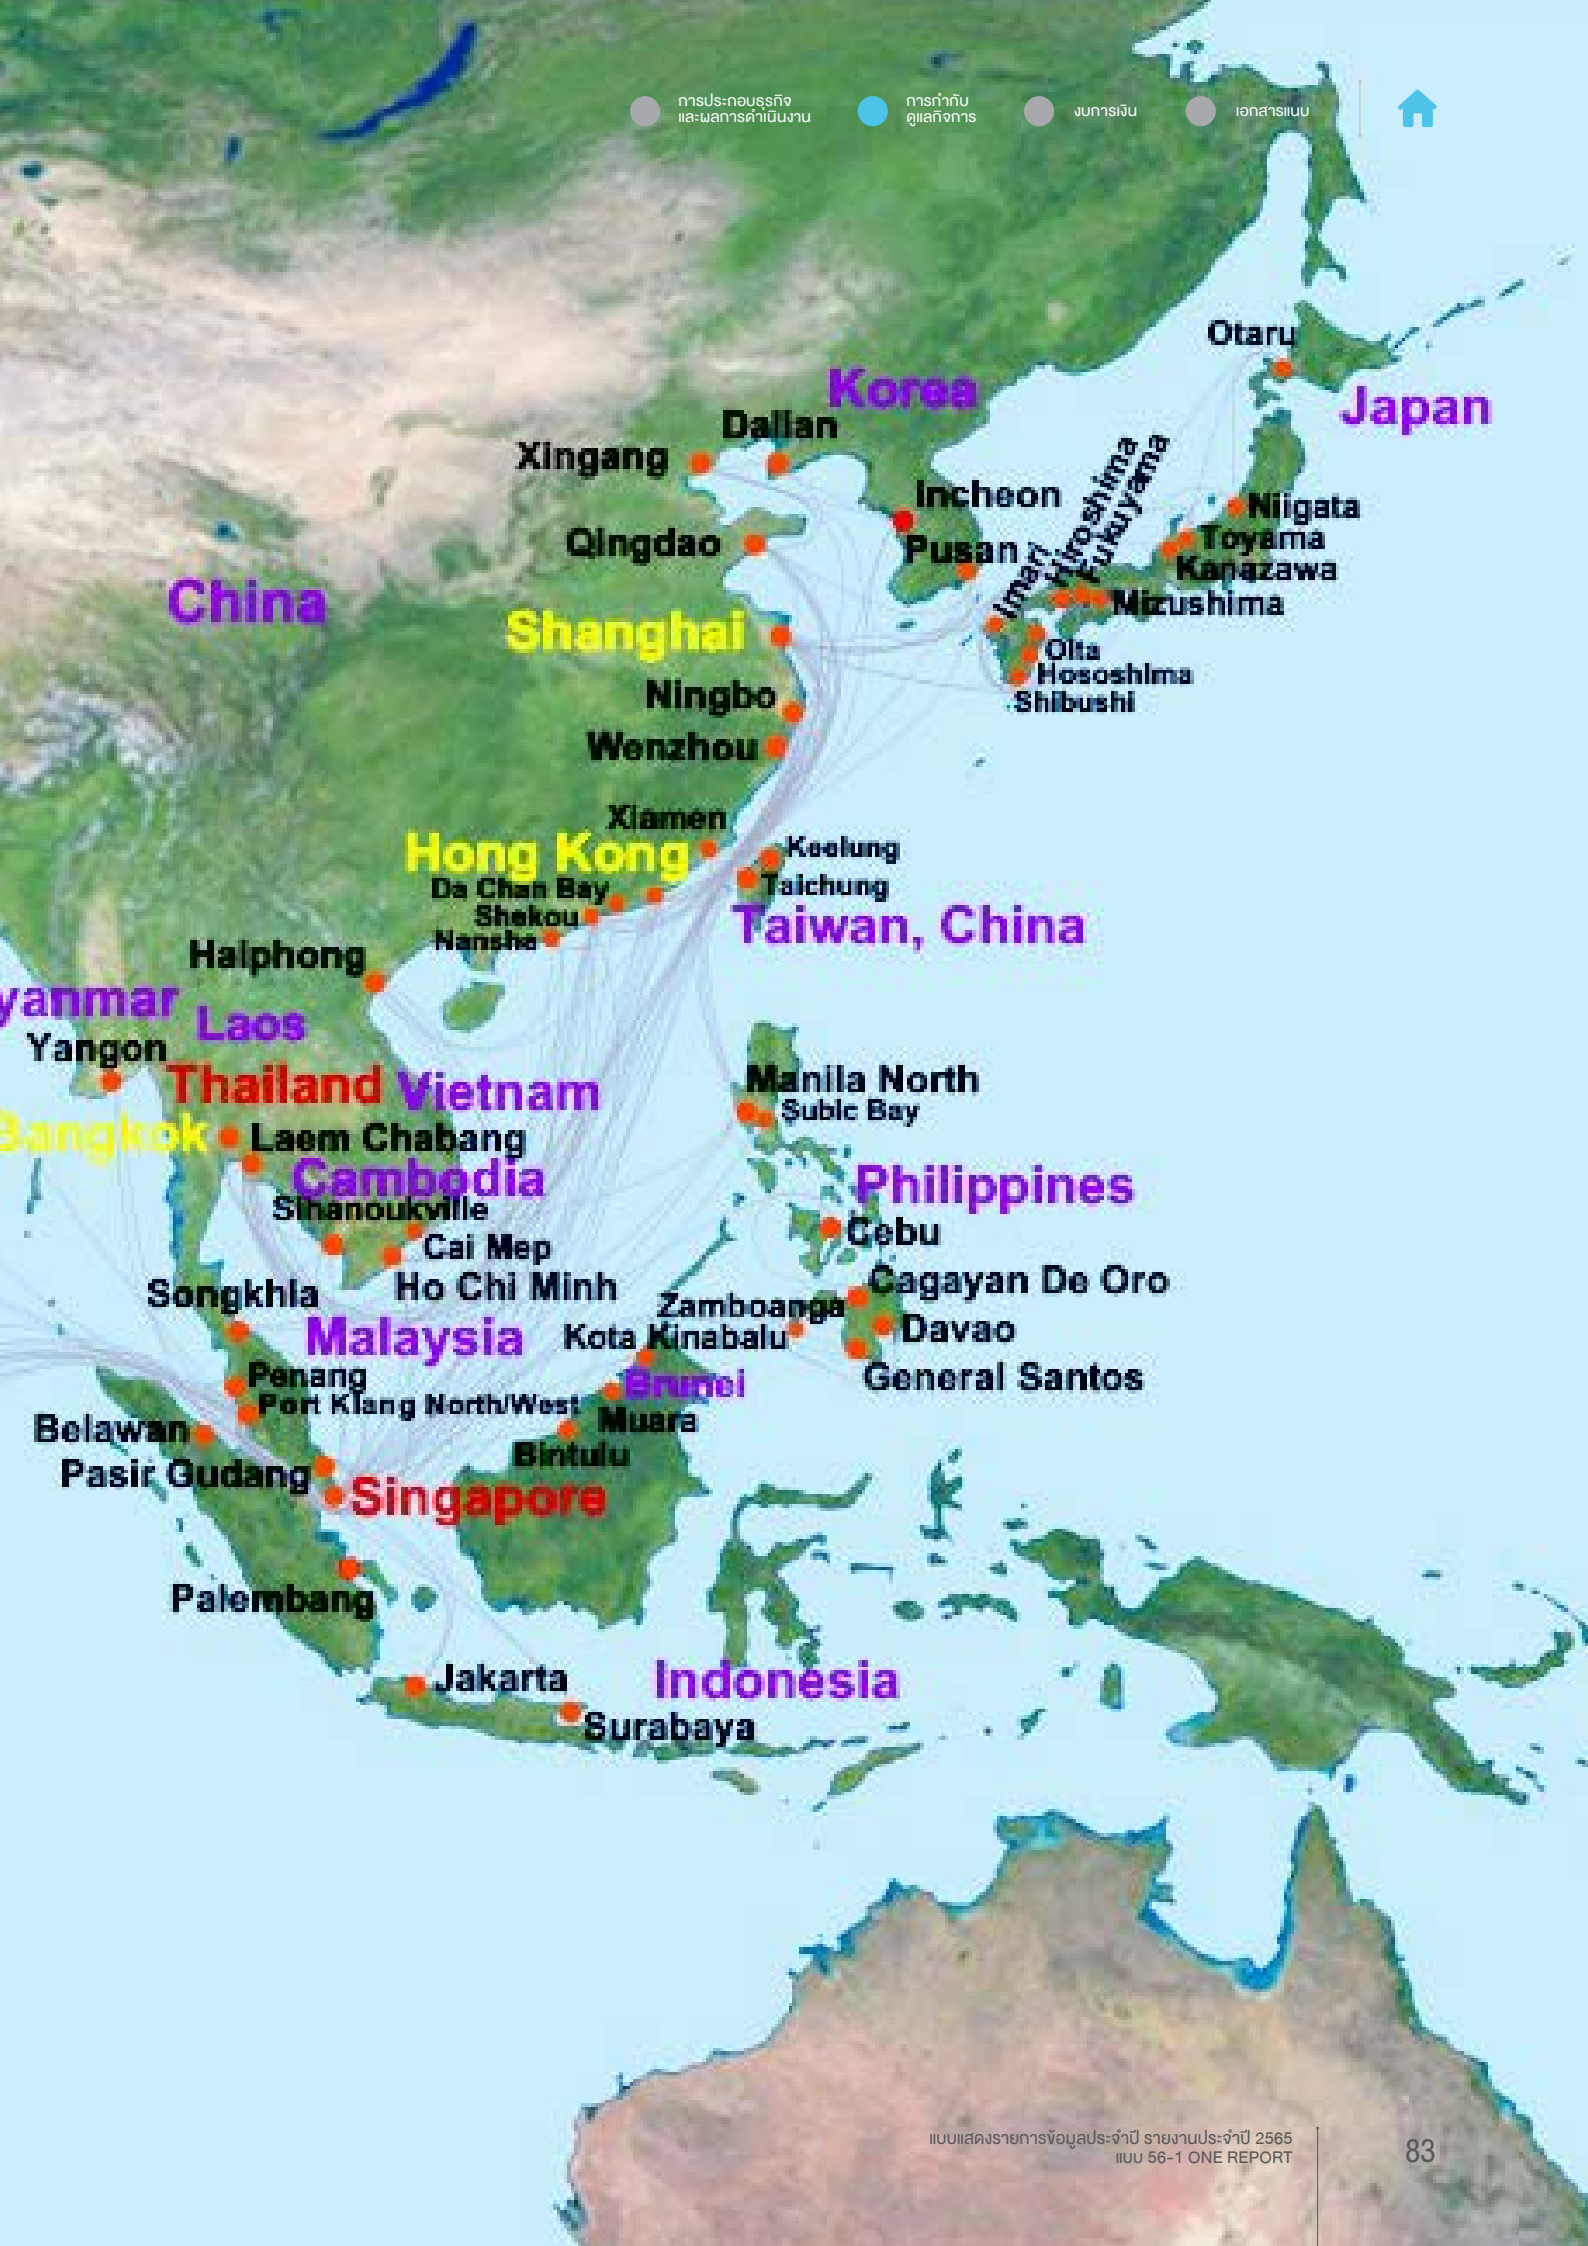 การประกอบธุรกิจ
และผลการดำเนินงาน
การกำกับ
ดูแลกิจการ
งบการเงิน
เอกสารแนบ
Otaru
Korea
Japan
Dalian
Xingang
Hiroshima
Fukuyama
Incheon
Niigata
Qingdao
Toyama
Pusan
Imari
Kanazawa
China
Mizushima
Shanghai
Oita
Hososhima
Ningbo
Shibushi
Wenzhou
Xiamen
Hong Kong
Keelung
Da Chan Bay
Taichung
Shekou
Taiwan, China
Nansha
Haiphong
yanmar
Laos
Yangon
Thailand
Vietnam
Manila North
Subic Bay
Bangkok
Laem Chabang
Cambodia
Philippines
Sihanoukville
Cebu
Cai Mep
Cagayan De Oro
Songkhla
Ho Chi Minh
Zamboanga
Malaysia
Kota Kinabalu
Davao
Penang
General Santos
Brunei
Port Klang North/West
Belawan
Muara
Bintulu
Pasir Gudang
Singapore
Palembang
Jakarta
Indonesia
Surabaya
แบบแสดงรายการข้อมูลประจำปี รายงานประจำปี 2565
แบบ 56-1 ONE REPORT
83